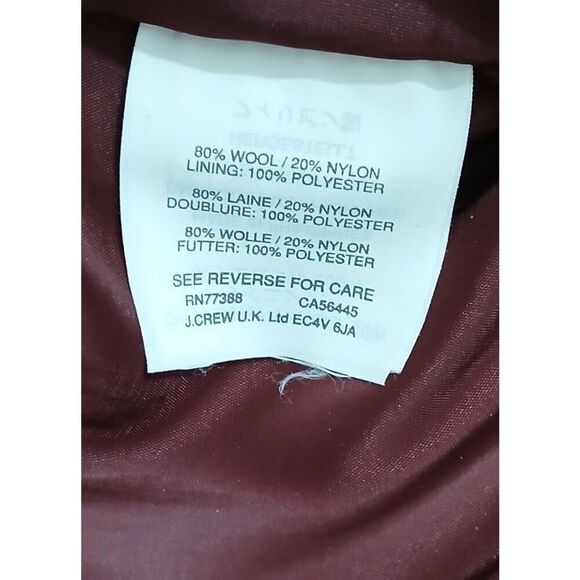 80% WOOL / 20% NYLON
LINING: 100% POLYESTER
80% LAINE / 20% NYLON
DOUBLURE: 100% POLYESTER
80% WOLLE / 20% NYLON
FUTTER: 100% POLYESTER
SEE REVERSE FOR CARE
RN77388 CA56445
J.CREW U.K. Ltd EC4V 6JA